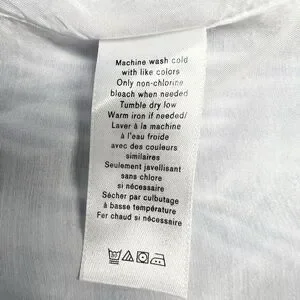 Machine wash cold
with like colors
Only non-chlorine
bleach when needed
Tumble dry low
Warm iron if needed/
Laver à la machine
à l'eau froide
avec des couleurs
similaires
Seulement javellisant
sans chlore
si nécessaire
Sécher par culbutage
à basse température
Fer chaud si nécessaire